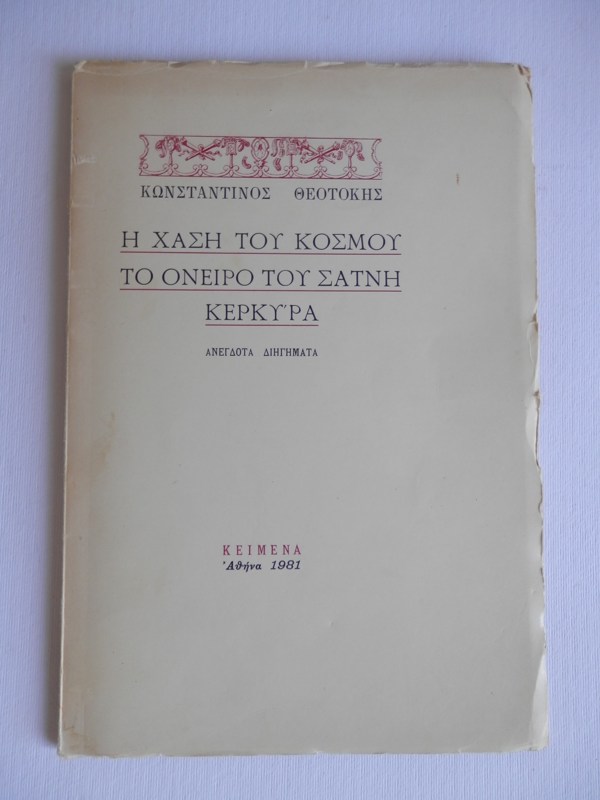 ΚΩΝΣΤΑΝΤΙΝΟΣ ΘΕΟΤΟΚΗΣ
Η ΧΑΣΗ ΤΟΥ ΚΟΣΜΟΥ
ΤΟ ΟΝΕΙΡΟ ΤΟΥ ΣΑΤΝΗ
ΚΕΡΚΥΡΑ
ΑΝΕΓΔΟΤΑ ΔΙΗΓΗΜΑΤΑ
ΚΕΙΜΕΝΑ
Ἀθήνα 1981